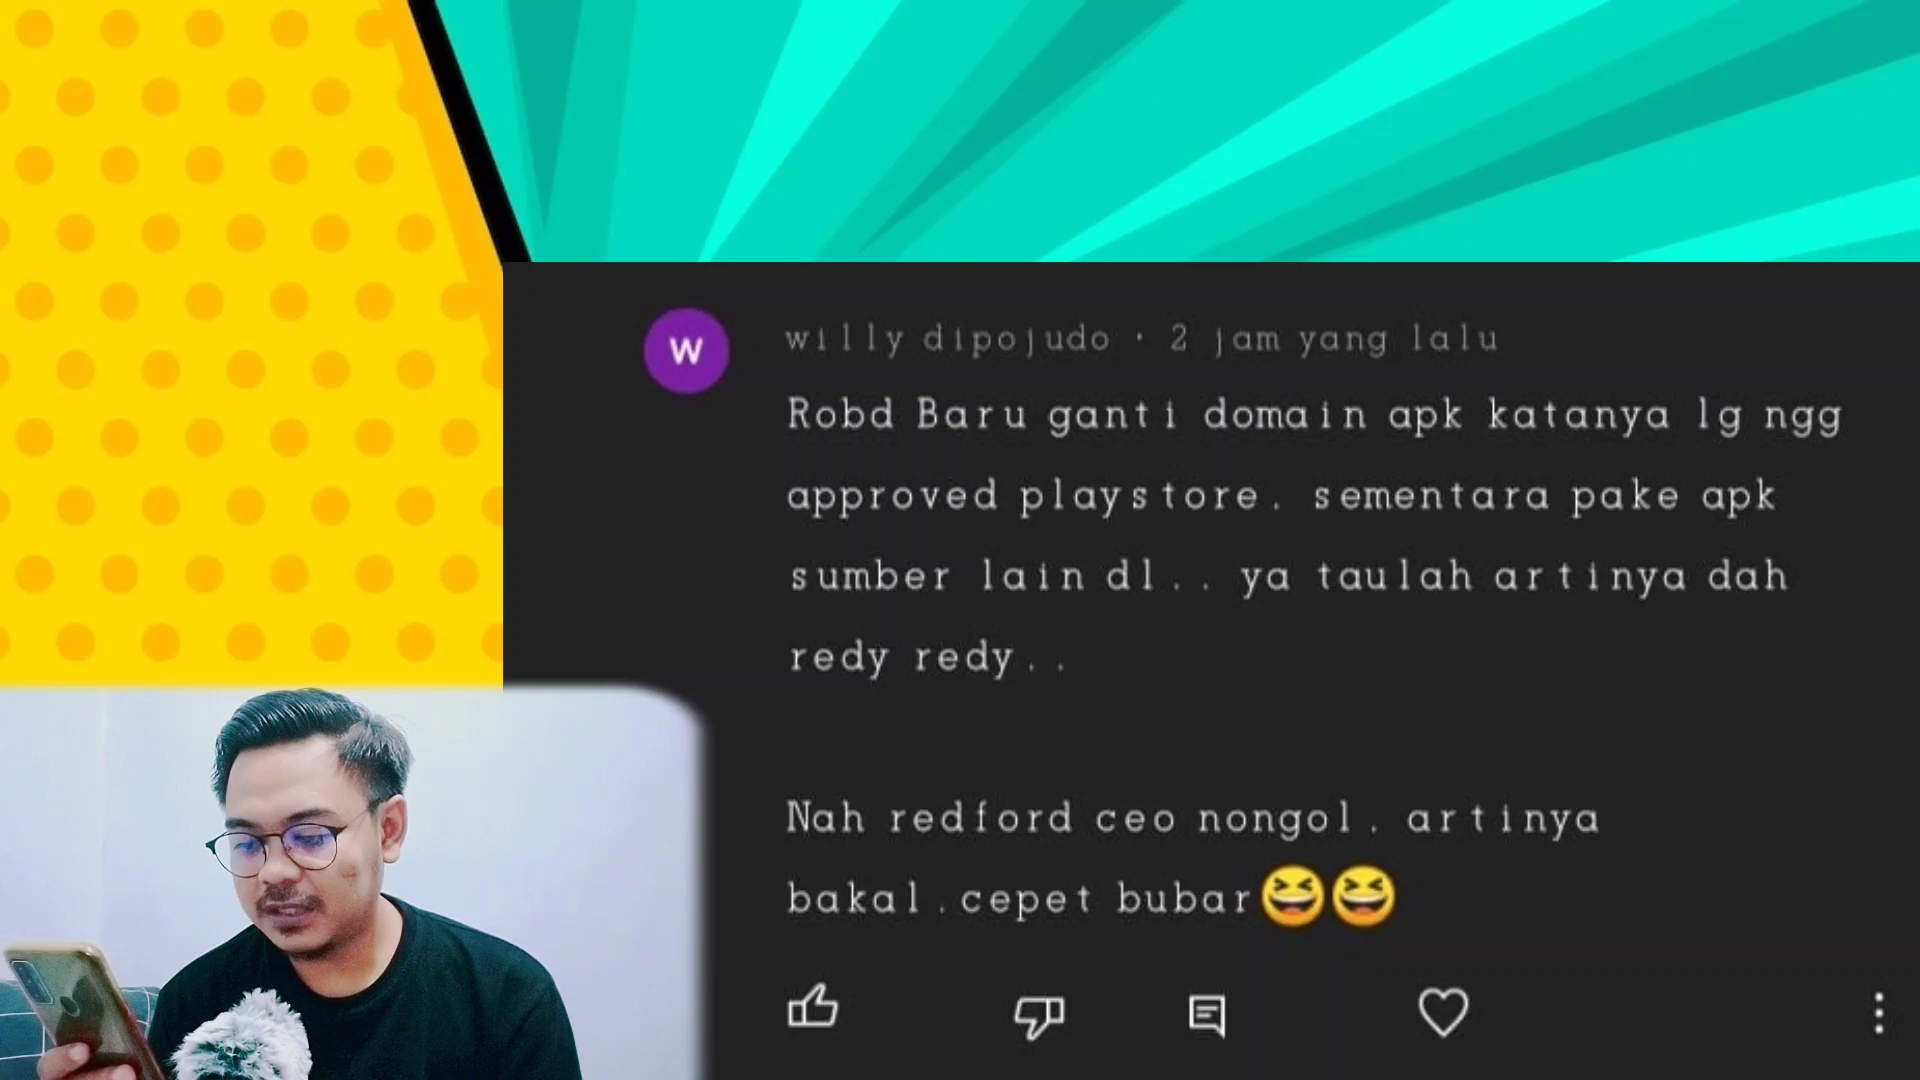 W
willy dipojudo · 2 jam yang lalu
Robd Baru ganti domain apk katanya lg ngg
approved playstore. sementara pake apk
sumber lain dl.. ya taulah artinya dah
redy redy..
Nah redford ceo nongol. artinya
bakal.cepet bubar😆😆